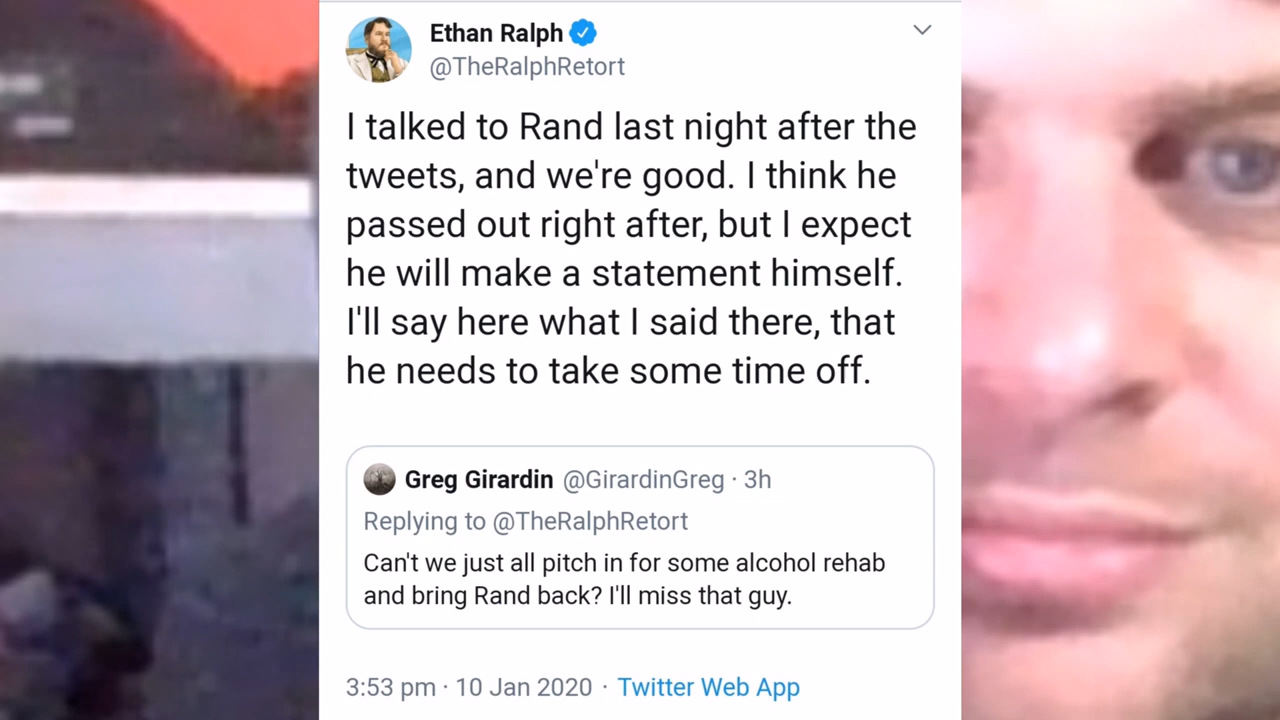 Ethan Ralph
@TheRalphRetort
I talked to Rand last night after the
tweets, and we're good. I think he
passed out right after, but I expect
he will make a statement himself.
I'll say here what I said there, that
he needs to take some time off.
Greg Girardin @GirardinGreg · 3h
Replying to @TheRalphRetort
Can't we just all pitch in for some alcohol rehab
and bring Rand back? I'll miss that guy.
3:53 pm · 10 Jan 2020 · Twitter Web App